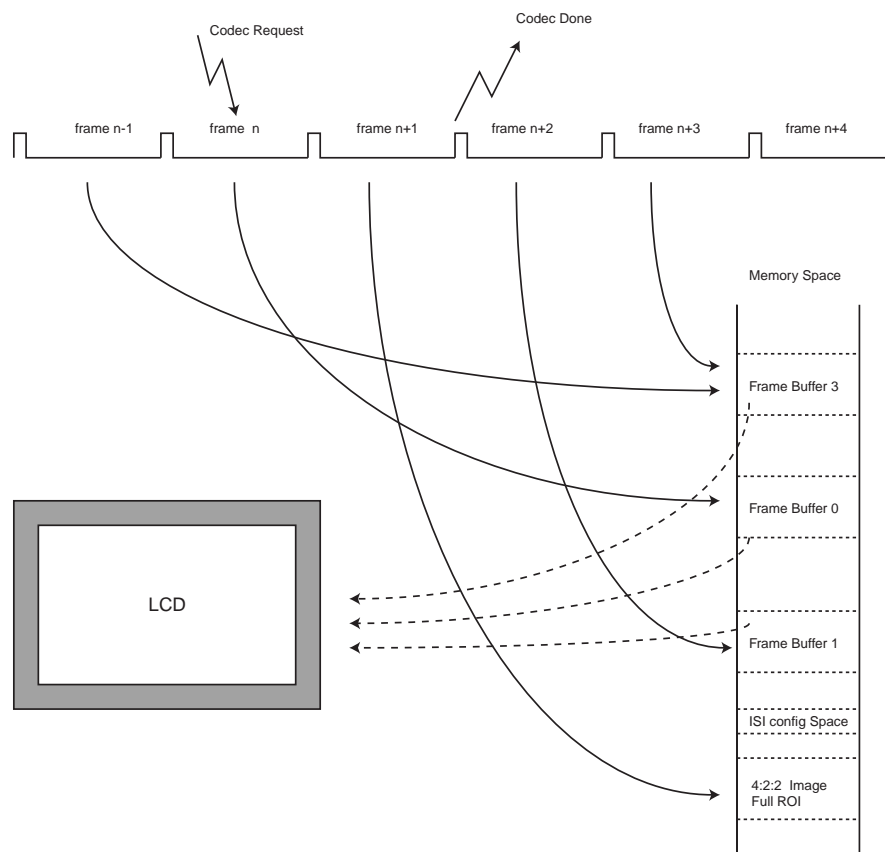 Codec Request
Codec Done
frame n-1
frame n
frame n+1
frame n+2
frame n+3
frame n+4
Memory Space
Frame Buffer 3
Frame Buffer 0
LCD
Frame Buffer 1
ISI config Space
4:2:2 Image
Full ROI